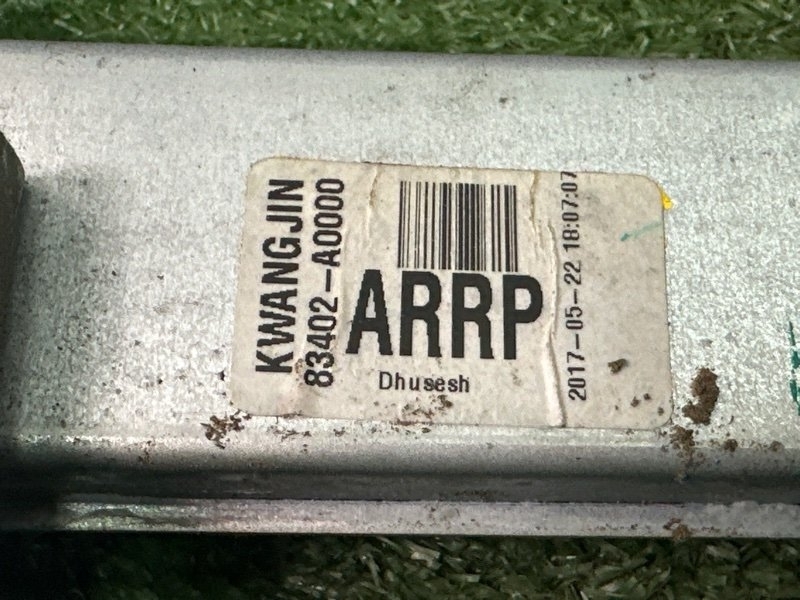 KWANGJIN
83402-A0000
ARRP
Dhusesh
2017-05-22 18:07:07